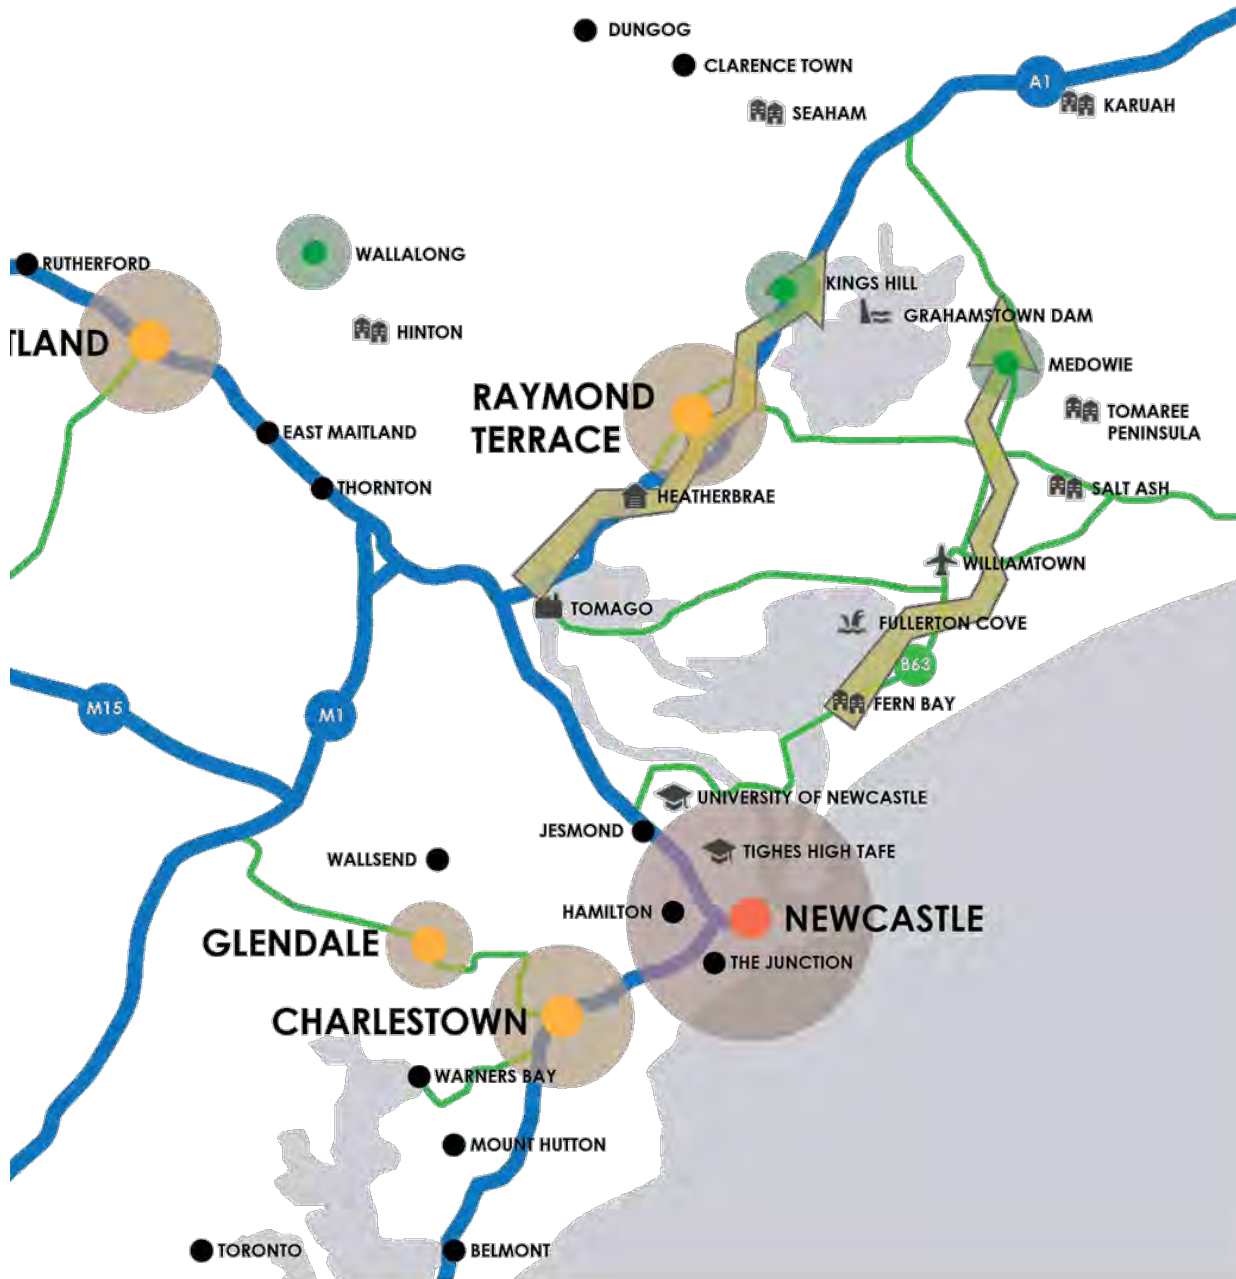 DUNGOG
CLARENCE TOWN
A1
KARUAH
SEAHAM
WALLALONG
RUTHERFORD
KINGS HILL
GRAHAMSTOWN DAM
HINTON
TLAND
MEDOWIE
RAYMOND
TERRACE
TOMAREE
PENINSULA
EAST MAITLAND
THORNTON
HEATHERBRAE
SALT ASH
WILLIAMTOWN
TOMAGO
FULLERTON COVE
B63
FERN BAY
M15
M1
UNIVERSITY OF NEWCASTLE
JESMOND
TIGHES HIGH TAFE
WALLSEND
HAMILTON
NEWCASTLE
GLENDALE
THE JUNCTION
CHARLESTOWN
WARNERS BAY
MOUNT HUTTON
TORONTO
BELMONT